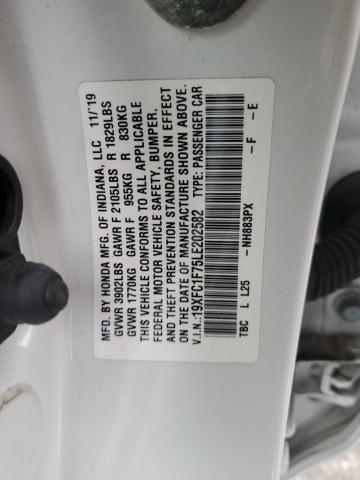 MFD. BY HONDA MFG. OF INDIANA, LLC 11/19
GVWR 3902LBS GAWR F 2105LBS R 1829LBS
GVWR 1770KG GAWR F 955KG R 830KG
THIS VEHICLE CONFORMS TO ALL APPLICABLE
FEDERAL MOTOR VEHICLE SAFETY, BUMPER,
AND THEFT PREVENTION STANDARDS IN EFFECT
ON THE DATE OF MANUFACTURE SHOWN ABOVE.
V.I.N.: 19XFC1F75LE202582 TYPE: PASSENGER CAR
TBC L L25 -NH883PX -F -E